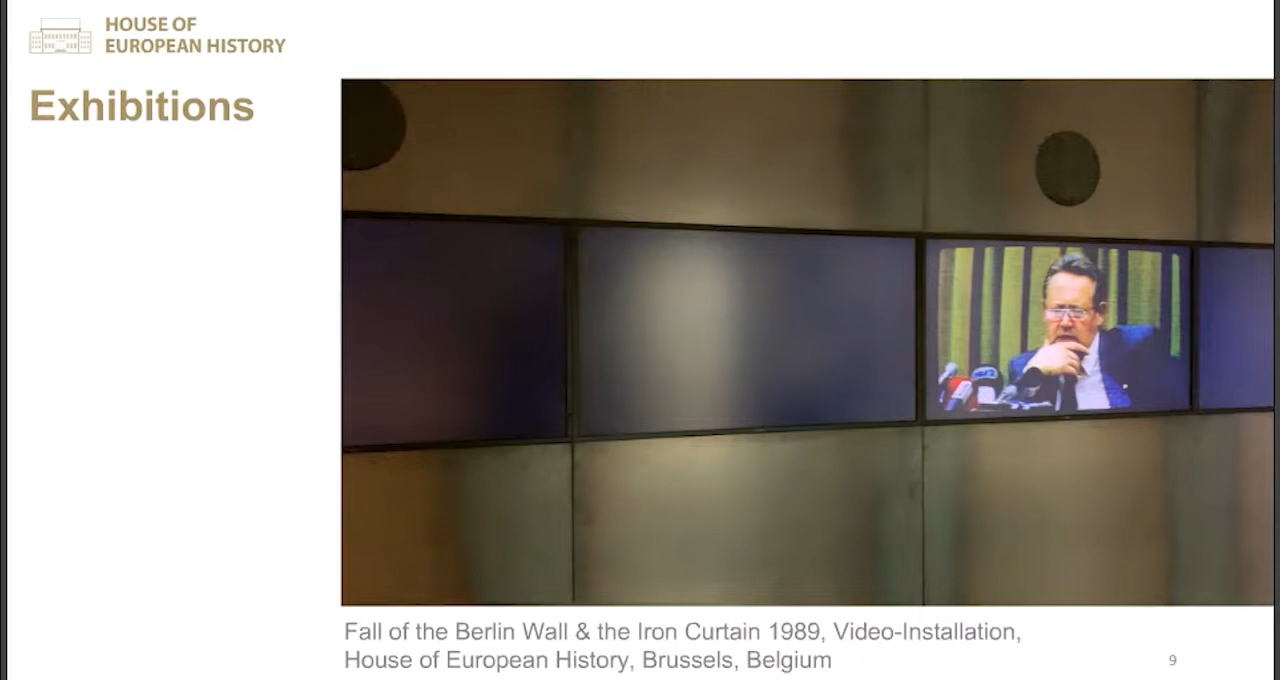 HOUSE OF
EUROPEAN HISTORY
Exhibitions
Fall of the Berlin Wall & the Iron Curtain 1989, Video-Installation,
House of European History, Brussels, Belgium
9